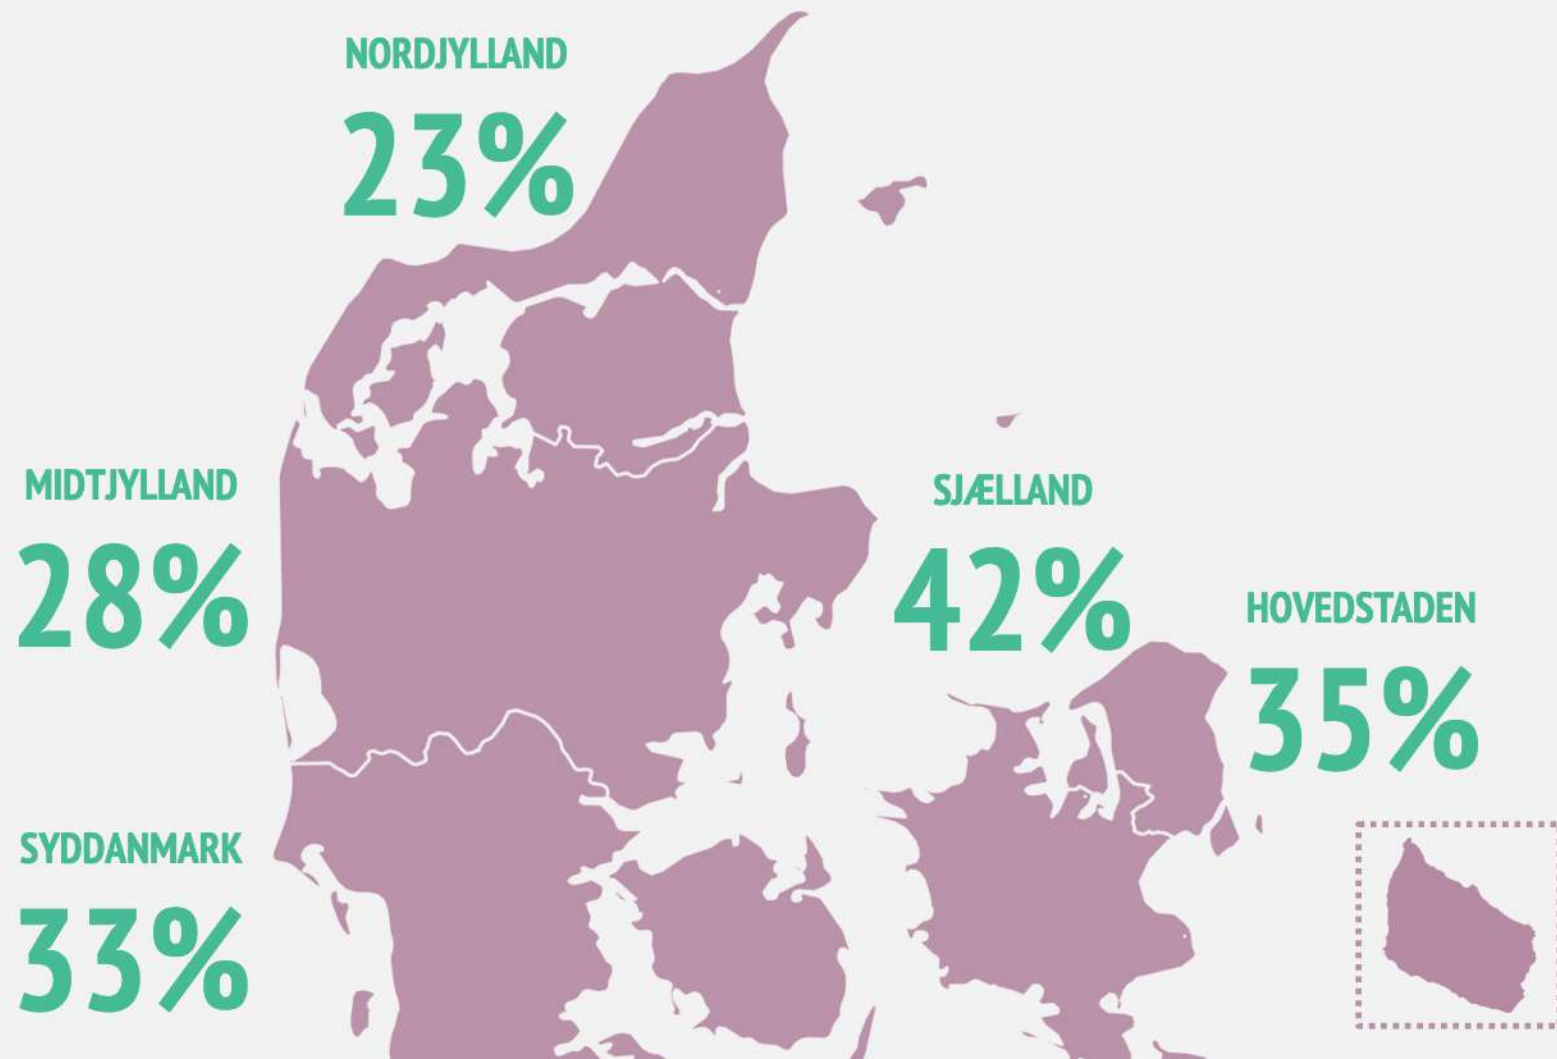 NORDJYLLAND
23%
MIDTJYLLAND
28%
SJÆLLAND
42%
HOVEDSTADEN
35%
SYDDANMARK
33%